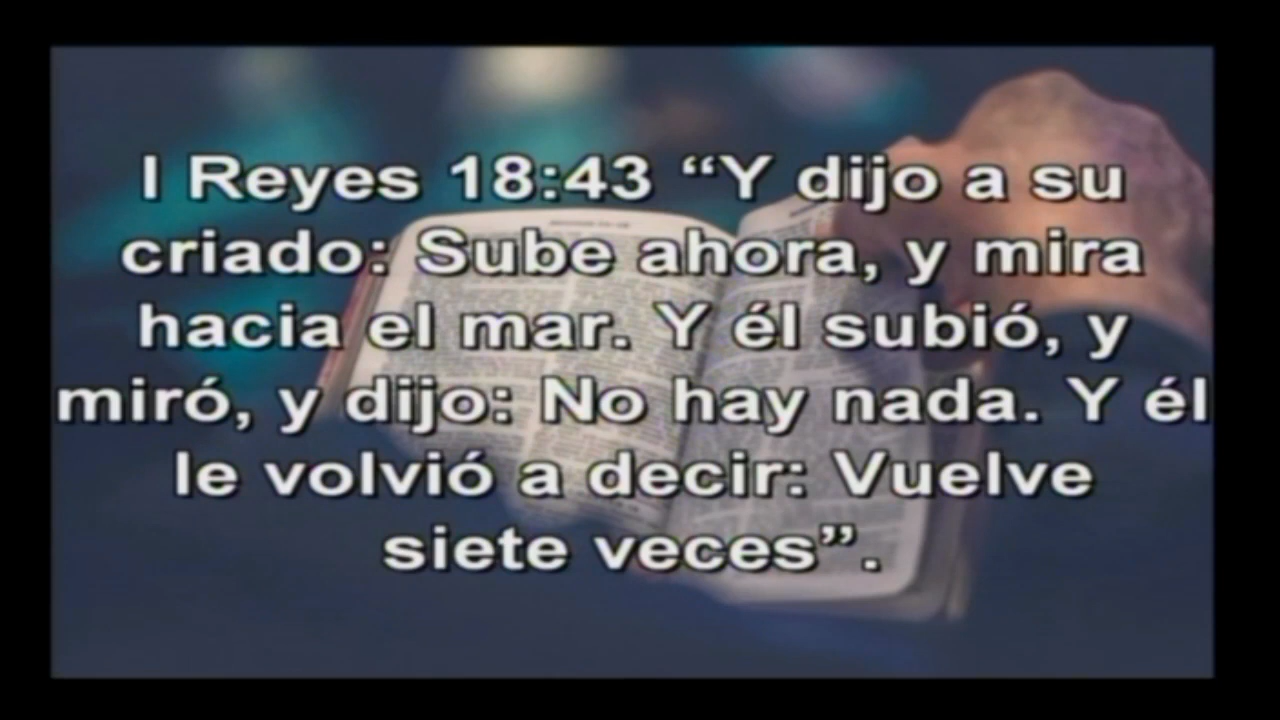 I Reyes 18:43 “Y dijo a su
criado: Sube ahora, y mira
hacia el mar. Y él subió, y
miró, y dijo: No hay nada. Y él
le volvió a decir: Vuelve
siete veces”.